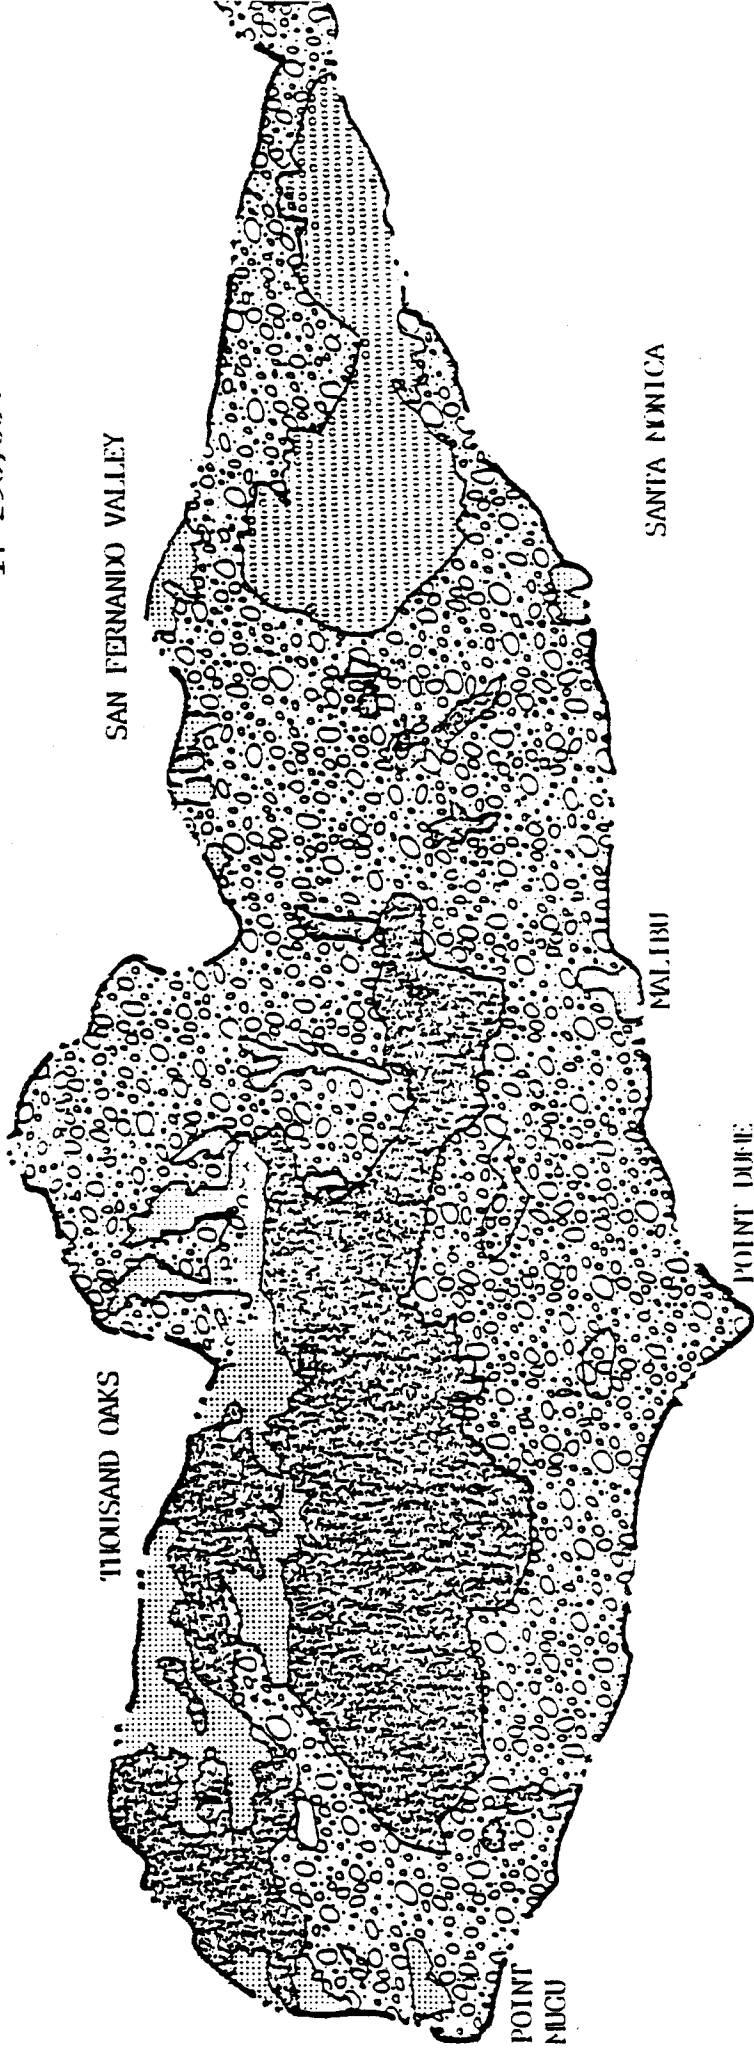 SAN FERNANDO VALLEY
THOUSAND OAKS
SANTA MONICA
MALIBU
POINT DUME
POINT
MUGU